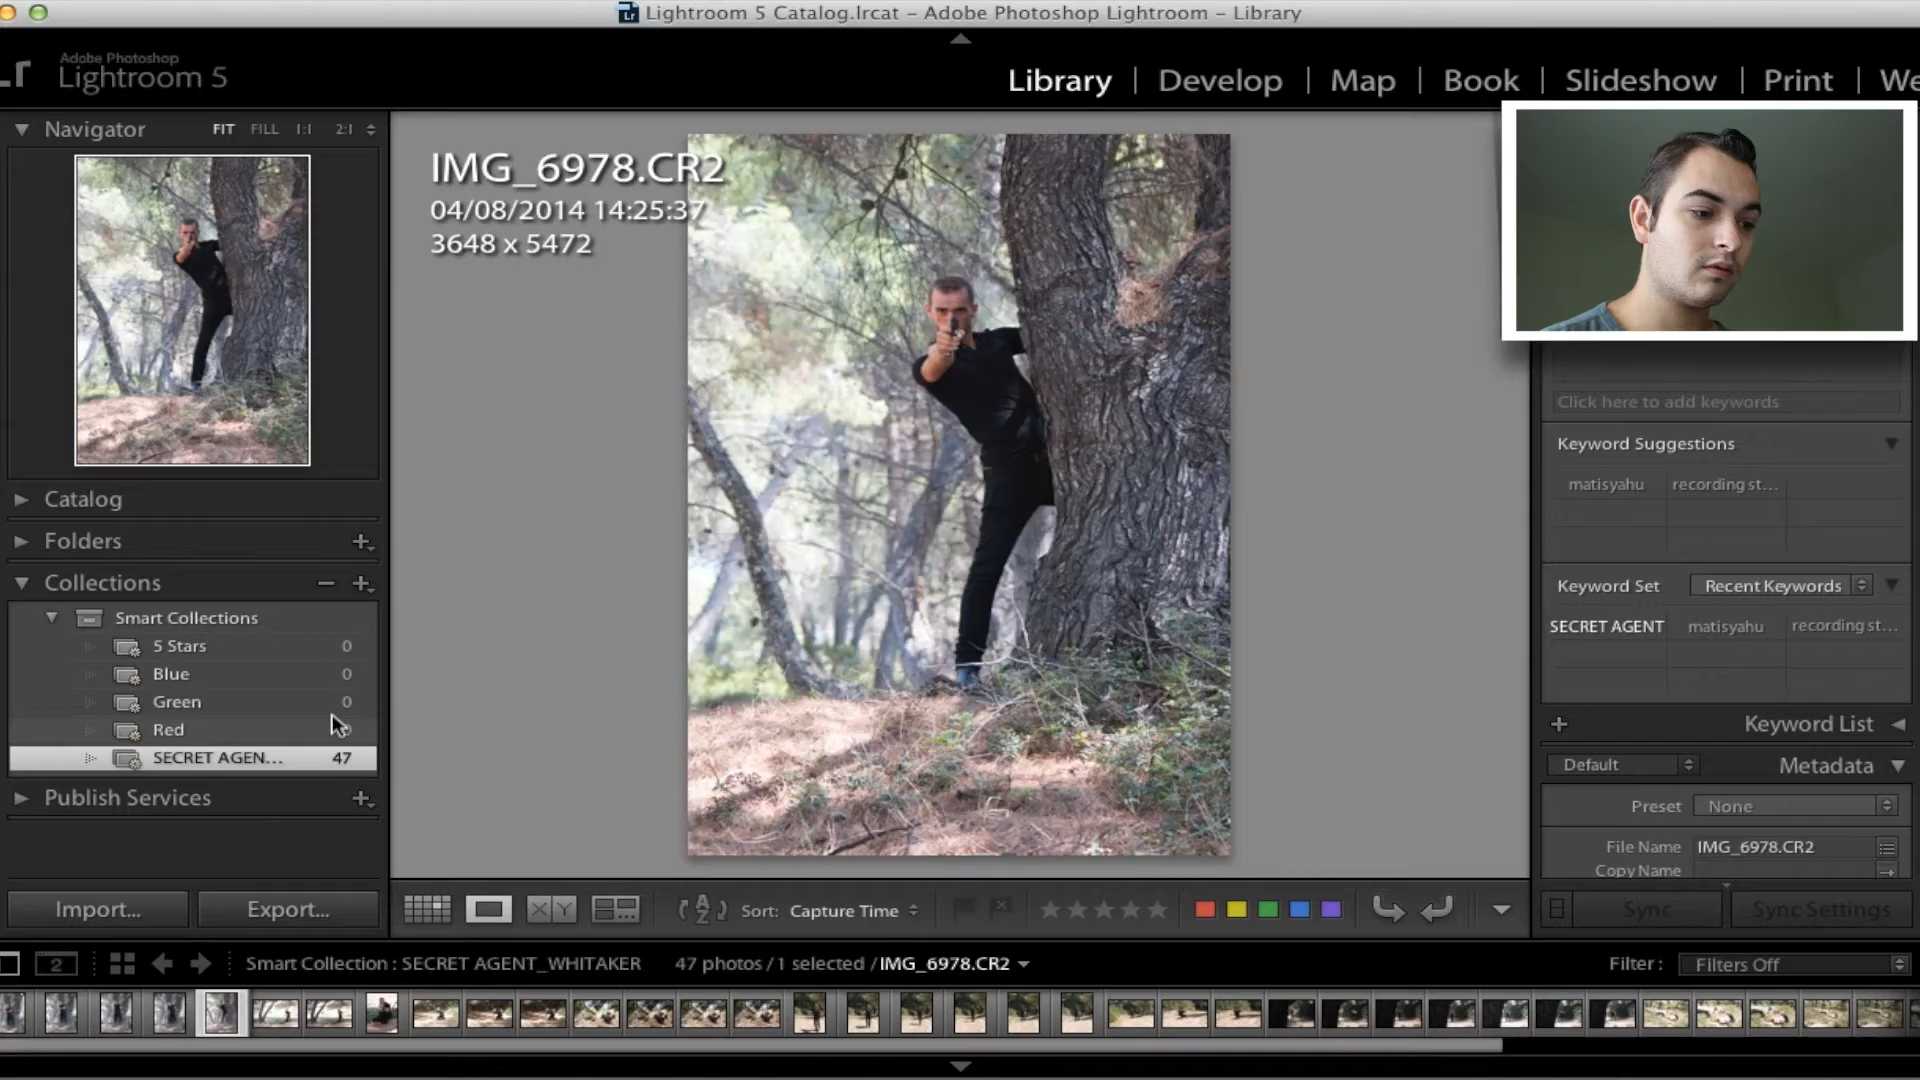 Lightroom 5 Catalog.lrcat – Adobe Photoshop Lightroom – Library
Adobe Photoshop
Lightroom 5
Library | Develop | Map | Book | Slideshow | Print |
Navigator FIT FILL 1:1 2:1
IMG_6978.CR2
04/08/2014 14:25:37
3648 x 5472
Catalog
Folders
Collections
Smart Collections
5 Stars 0
Blue 0
Green 0
Red
SECRET AGEN... 47
Publish Services
Import... Export...
Click here to add keywords
Keyword Suggestions
matisyahu recording st...
Keyword Set Recent Keywords
SECRET AGENT matisyahu recording st...
Keyword List
Default Metadata
Preset None
File Name IMG_6978.CR2
Copy Name
Sync Sync Settings
XY
A
Z
Sort: Capture Time
2 Smart Collection : SECRET AGENT_WHITAKER 47 photos / 1 selected / IMG_6978.CR2 Filter : Filters Off